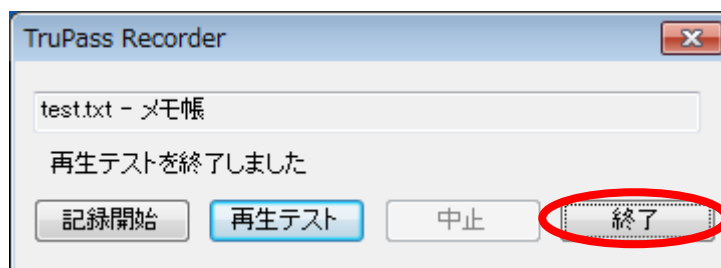 TruPass Recorder
test.txt - メモ帳
再生テストを終了しました
記録開始 再生テスト 中止 終了